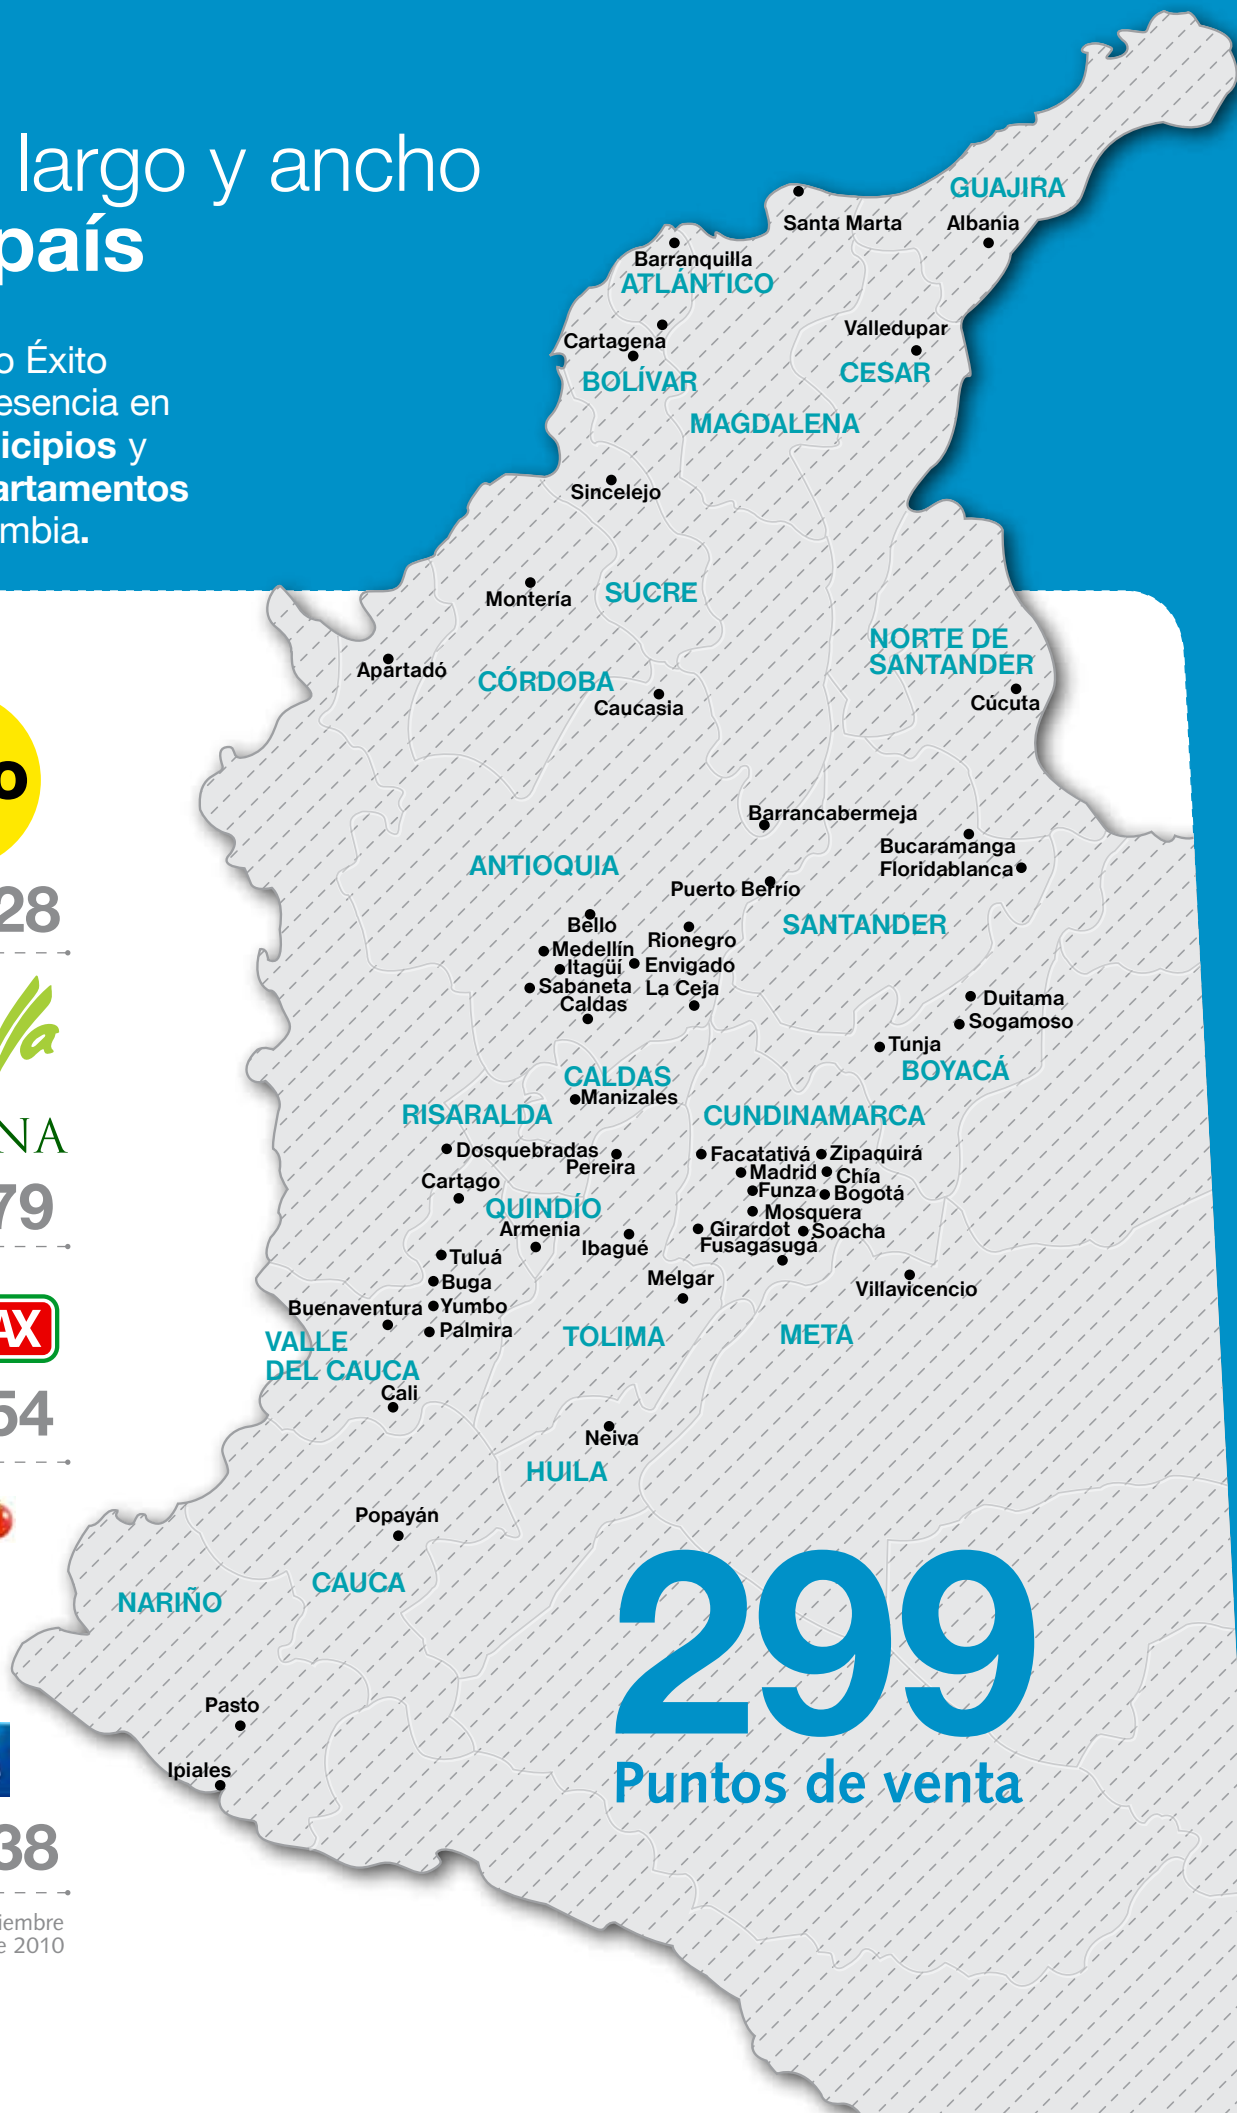 largo y ancho
país
o Éxito
esencia en
icipios y
artamentos
mbia.
o
28
lla
NA
79
AX
54
38
iembre
e 2010
GUAJIRA
Santa Marta
Albania
Barranquilla
ATLÁNTICO
Cartagena
Valledupar
BOLÍVAR
CESAR
MAGDALENA
Sincelejo
Montería
SUCRE
NORTE DE
SANTANDER
Apartadó
CÓRDOBA
Caucasia
Cúcuta
Barrancabermeja
Bucaramanga
Floridablanca
ANTIOQUIA
Puerto Berrío
SANTANDER
Bello
Rionegro
Medellín
Itagüí
Envigado
Sabaneta
La Ceja
Caldas
Duitama
Sogamoso
Tunja
BOYACÁ
CALDAS
Manizales
RISARALDA
CUNDINAMARCA
Dosquebradas
Pereira
Facatativá
Zipaquirá
Madrid
Chía
Cartago
Funza
Bogotá
QUINDÍO
Mosquera
Armenia
Girardot
Soacha
Ibagué
Fusagasugá
Tuluá
Buga
Melgar
Villavicencio
Buenaventura
Yumbo
Palmira
VALLE
DEL CAUCA
TOLIMA
META
Cali
Neiva
HUILA
Popayán
CAUCA
NARIÑO
299
Puntos de venta
Pasto
Ipiales